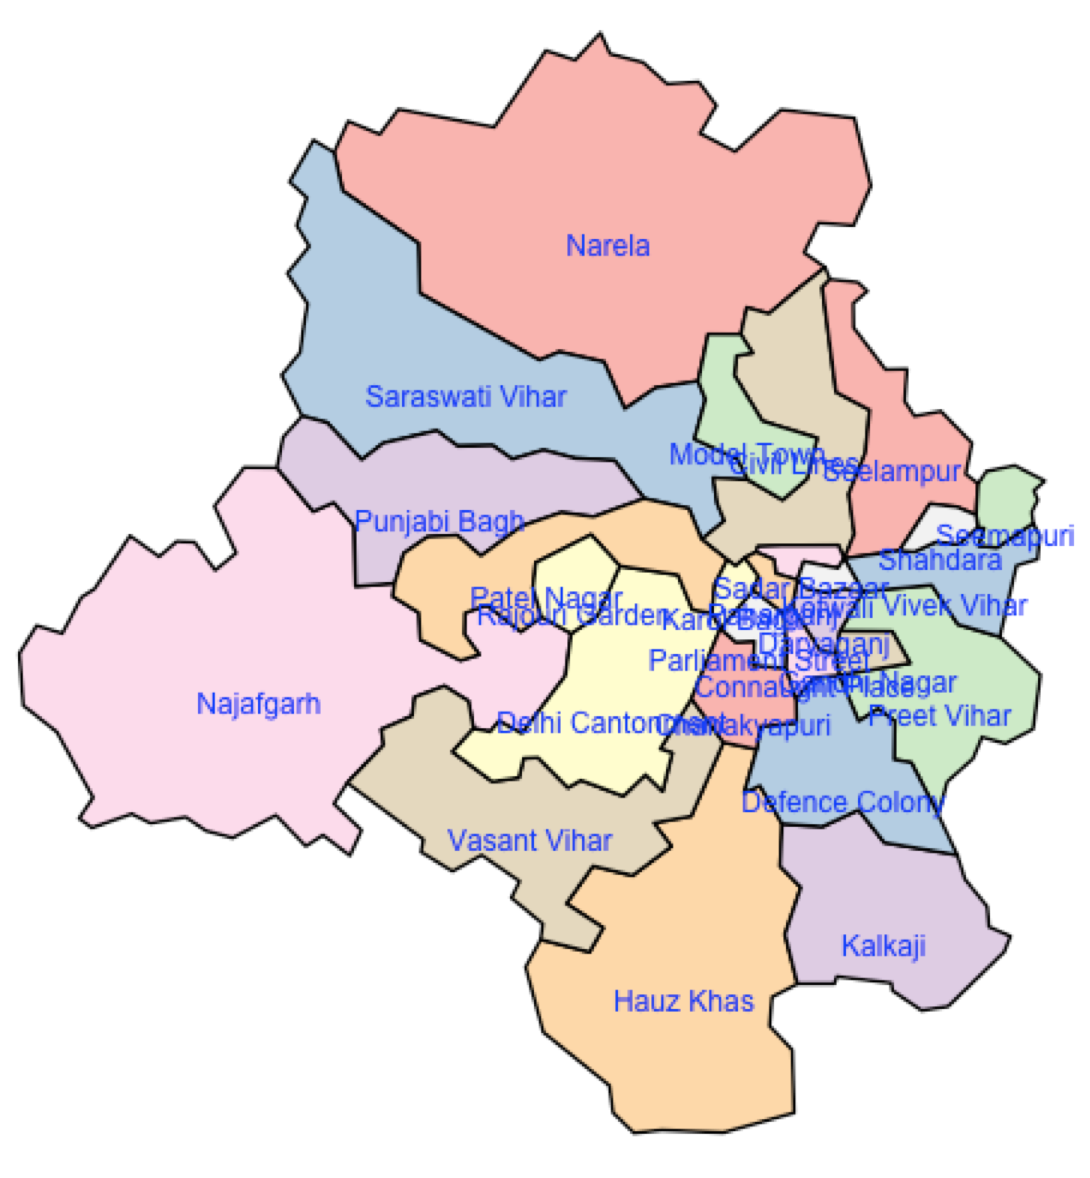 Narela
Saraswati Vihar
Model Town
Civil Lines
Seelampur
Punjabi Bagh
Seemapuri
Shahdara
Sadar Bazaar
Patel Nagar
Rajouri Garden
Karol Bagh
Paharganj
Kotwali
Vivek Vihar
Daryaganj
Parliament Street
Gandhi Nagar
Connaught Place
Najafgarh
Preet Vihar
Delhi Cantonment
Chanakyapuri
Defence Colony
Vasant Vihar
Kalkaji
Hauz Khas